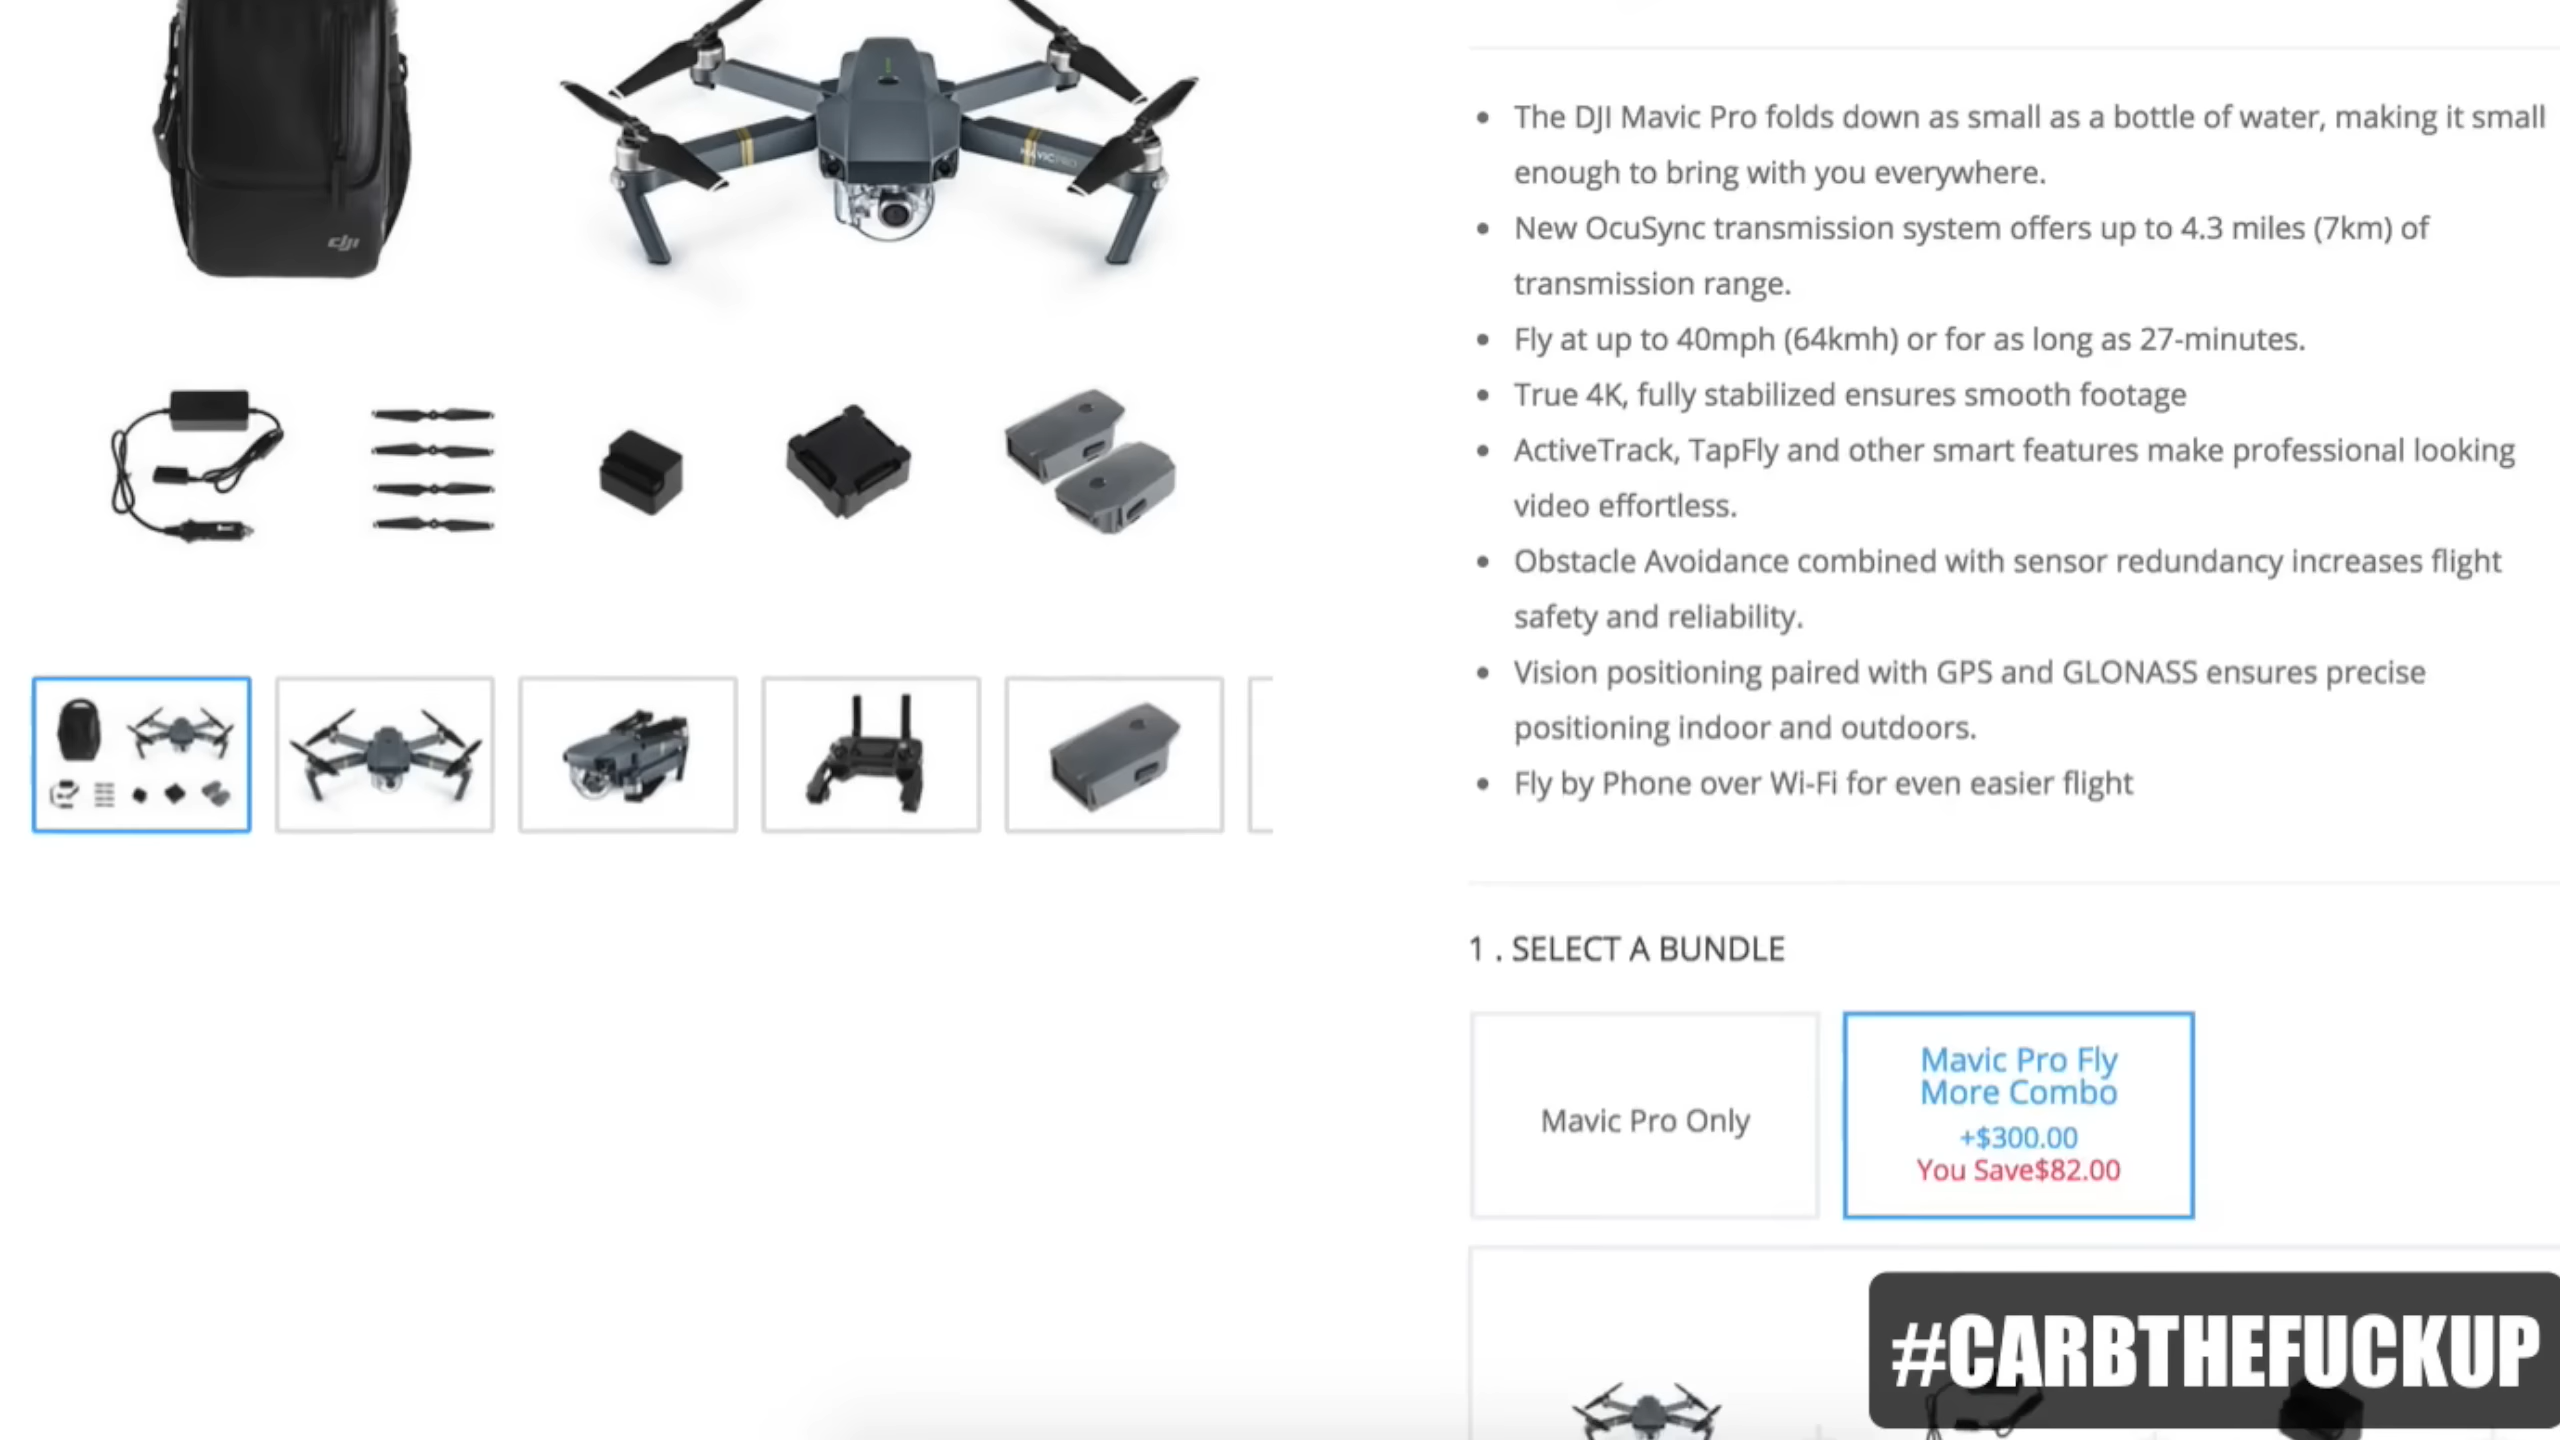 dji
MAVICPRO
• The DJI Mavic Pro folds down as small as a bottle of water, making it small
enough to bring with you everywhere.
• New OcuSync transmission system offers up to 4.3 miles (7km) of
transmission range.
• Fly at up to 40mph (64kmh) or for as long as 27-minutes.
• True 4K, fully stabilized ensures smooth footage
• ActiveTrack, TapFly and other smart features make professional looking
video effortless.
• Obstacle Avoidance combined with sensor redundancy increases flight
safety and reliability.
• Vision positioning paired with GPS and GLONASS ensures precise
positioning indoor and outdoors.
• Fly by Phone over Wi-Fi for even easier flight
1 . SELECT A BUNDLE
Mavic Pro Only
Mavic Pro Fly
More Combo
+$300.00
You Save$82.00
#CARBTHEFUCKUP